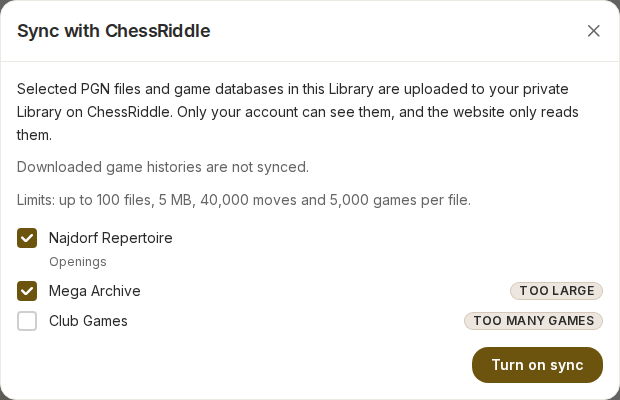 Sync with ChessRiddle
Selected PGN files and game databases in this Library are uploaded to your private
Library on ChessRiddle. Only your account can see them, and the website only reads
them.
Downloaded game histories are not synced.
Limits: up to 100 files, 5 MB, 40,000 moves and 5,000 games per file.
Najdorf Repertoire
Openings
Mega Archive TOO LARGE
Club Games TOO MANY GAMES
Turn on sync